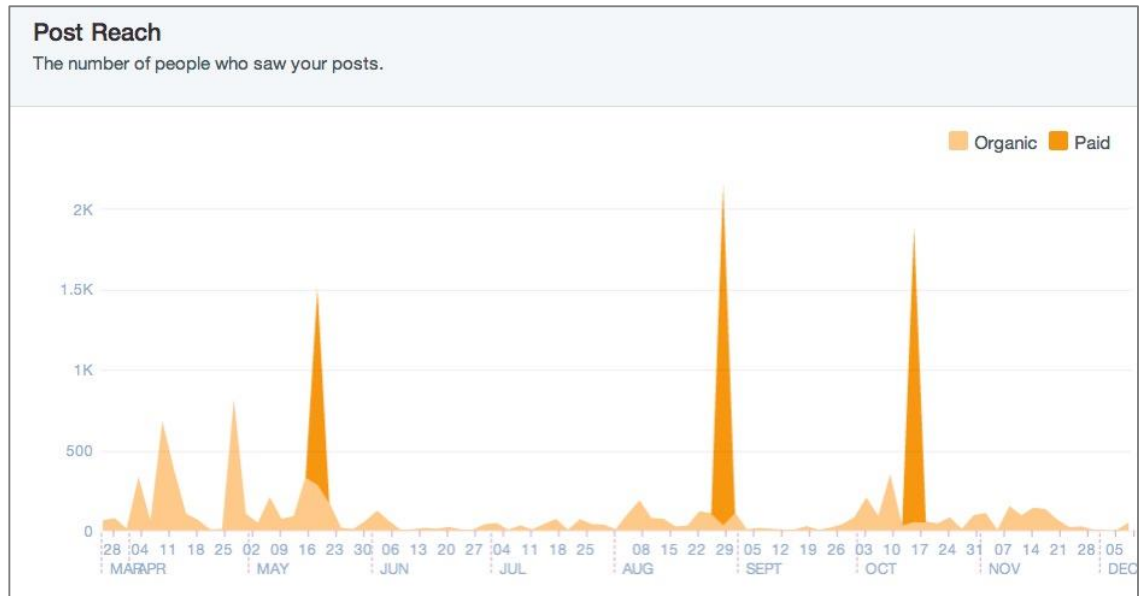 Post Reach
The number of people who saw your posts.
Organic Paid
2K
1.5K
1K
500
0
28 04 11 18 25 02 09 16 23 30 06 13 20 27 04 11 18 25 08 15 22 29 05 12 19 26 03 10 17 24 31 07 14 21 28 05
MAR APR MAY JUN JUL AUG SEPT OCT NOV DEC